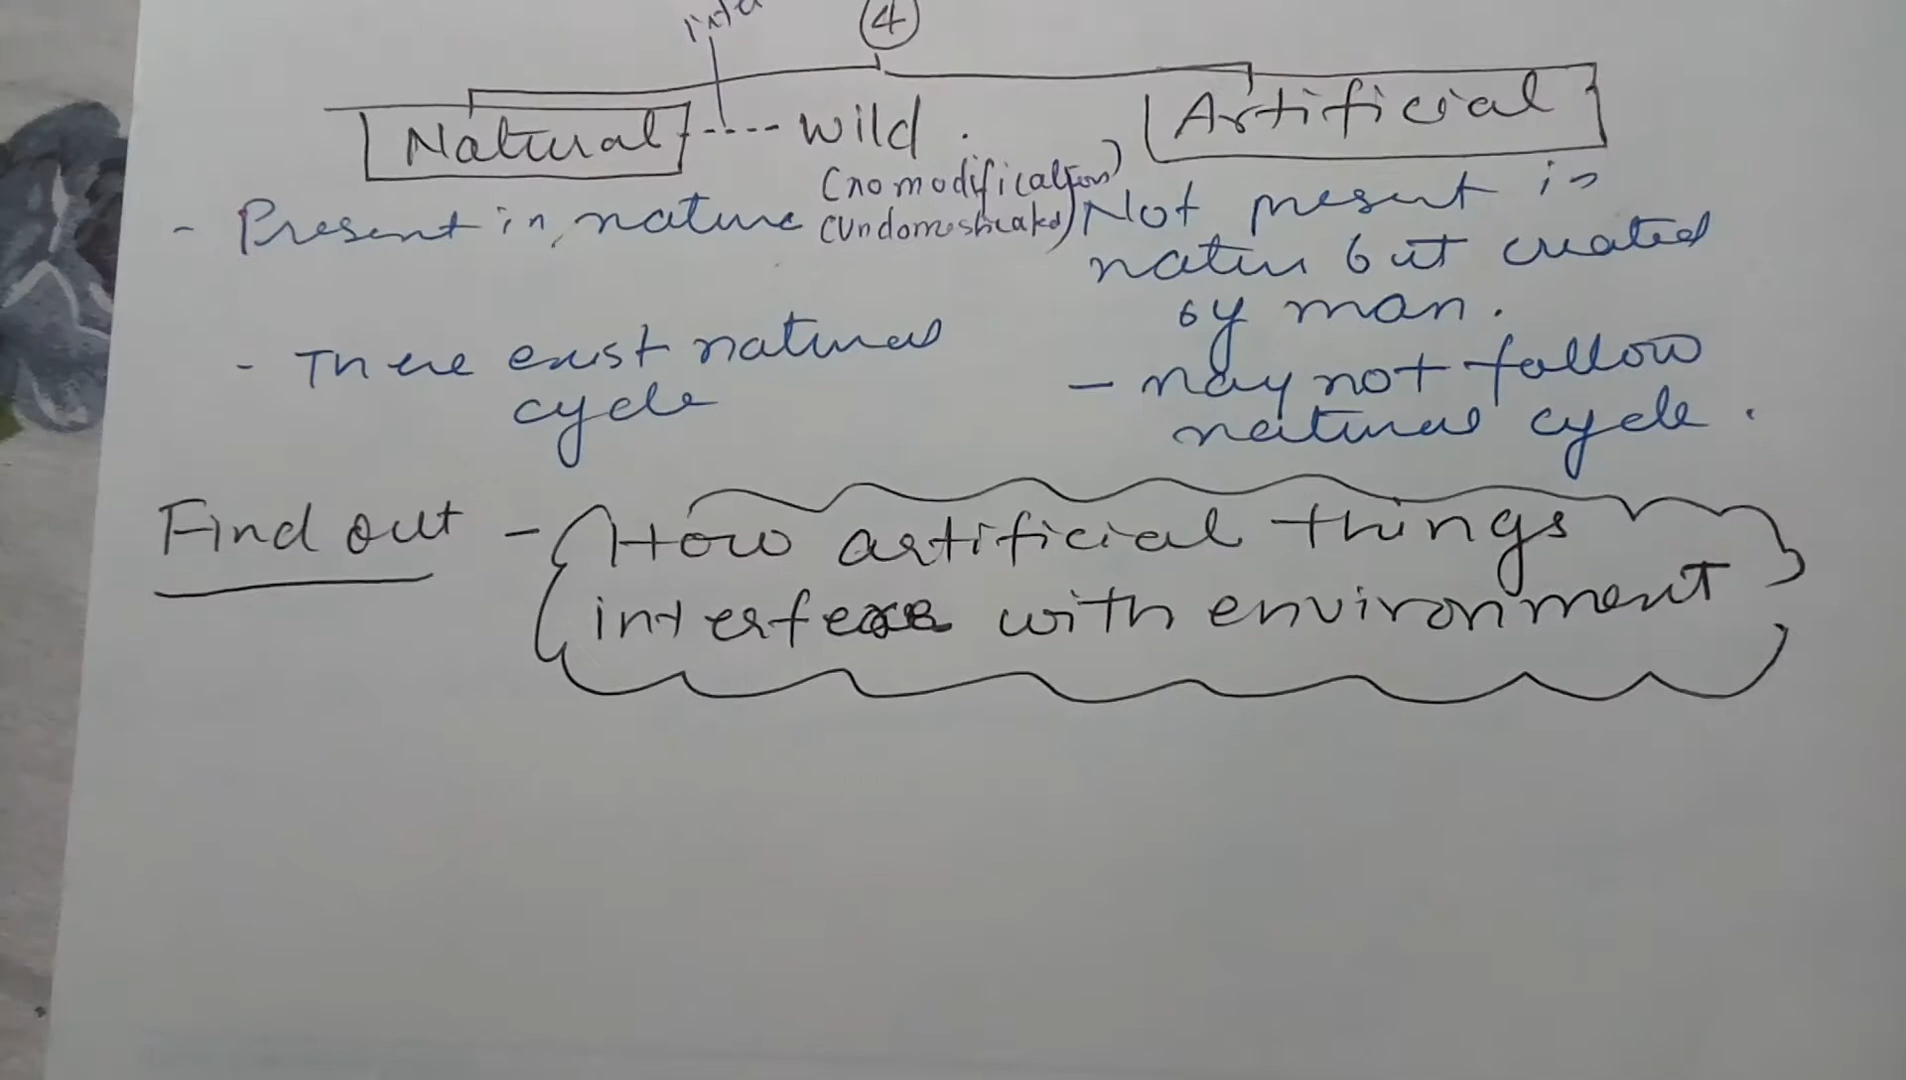 4
Natural ---- wild.
Artificial
(no modification)
(Undomesticated)
- Present in nature
- There exist natural
cycle
Not present in
nature but created
by man.
- may not follow
natural cycle.
Find out - How artificial things
interfere with environment